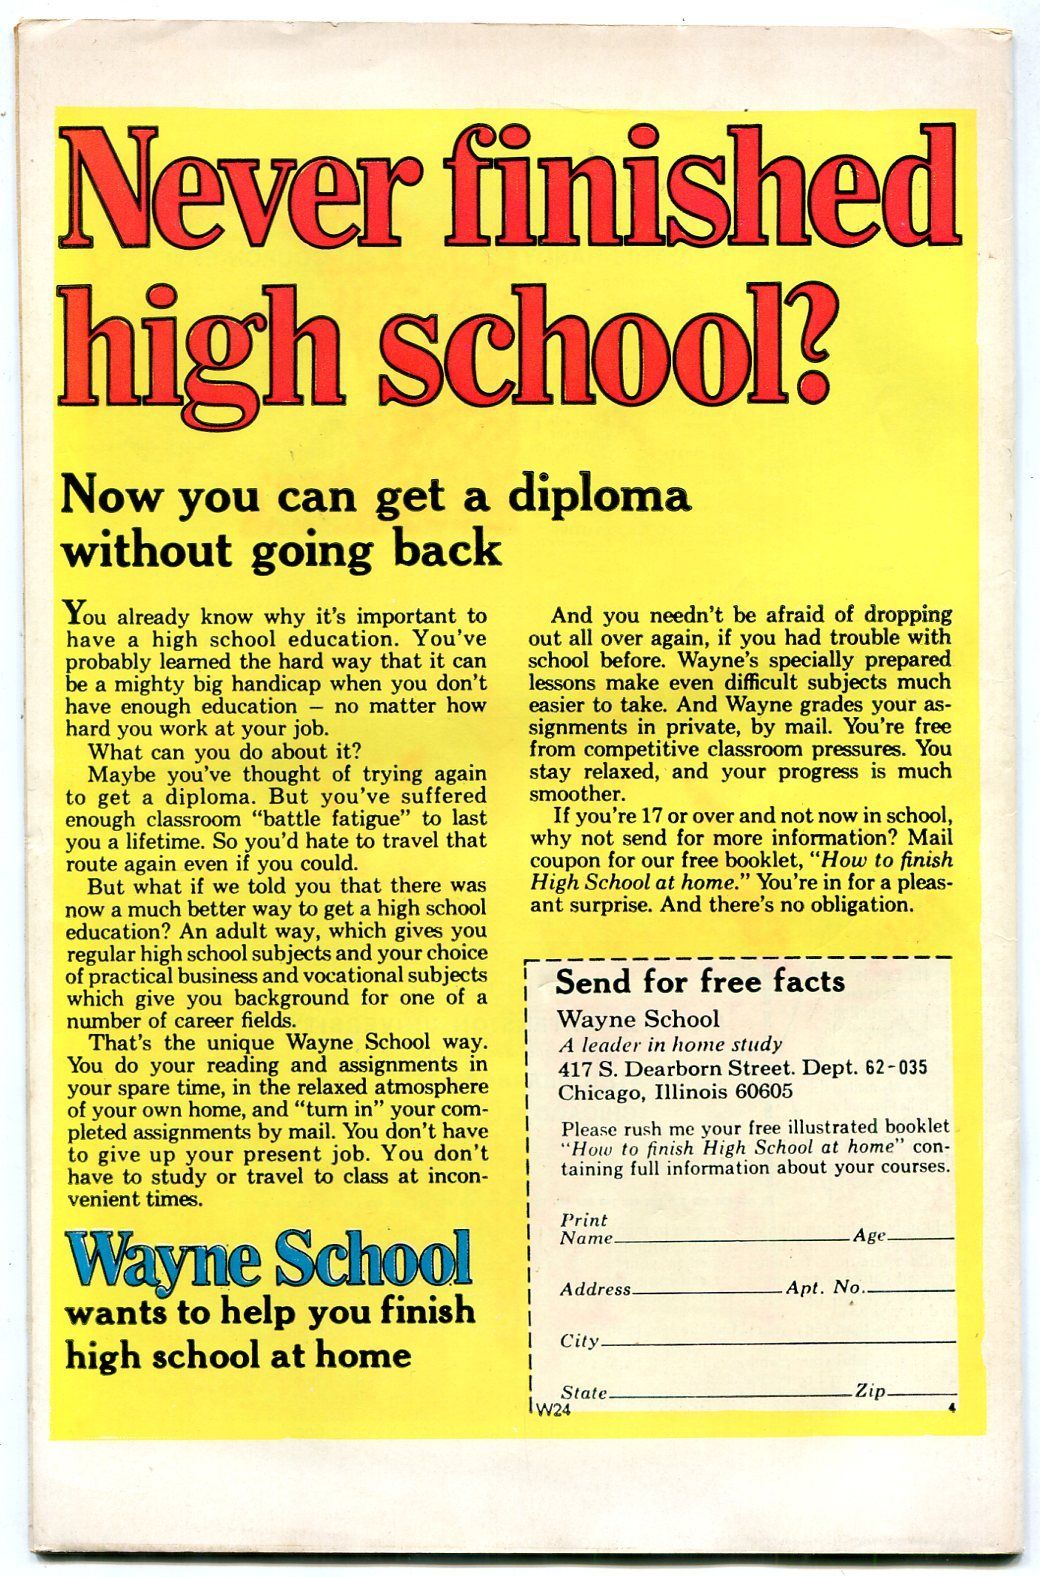 Never finished
high school?
Now you can get a diploma
without going back
You already know why it's important to
have a high school education. You've
probably learned the hard way that it can
be a mighty big handicap when you don't
have enough education – no matter how
hard you work at your job.
What can you do about it?
Maybe you've thought of trying again
to get a diploma. But you've suffered
enough classroom "battle fatigue" to last
you a lifetime. So you'd hate to travel that
route again even if you could.
But what if we told you that there was
now a much better way to get a high school
education? An adult way, which gives you
regular high school subjects and your choice
of practical business and vocational subjects
which give you background for one of a
number of career fields.
That's the unique Wayne School way.
You do your reading and assignments in
your spare time, in the relaxed atmosphere
of your own home, and "turn in" your com-
pleted assignments by mail. You don't have
to give up your present job. You don't
have to study or travel to class at incon-
venient times.
Wayne School
wants to help you finish
high school at home
And you needn't be afraid of dropping
out all over again, if you had trouble with
school before. Wayne's specially prepared
lessons make even difficult subjects much
easier to take. And Wayne grades your as-
signments in private, by mail. You're free
from competitive classroom pressures. You
stay relaxed, and your progress is much
smoother.
If you're 17 or over and not now in school,
why not send for more information? Mail
coupon for our free booklet, "How to finish
High School at home." You're in for a pleas-
ant surprise. And there's no obligation.
Send for free facts
Wayne School
A leader in home study
417 S. Dearborn Street. Dept. 62-035
Chicago, Illinois 60605
Please rush me your free illustrated booklet
"How to finish High School at home" con-
taining full information about your courses.
Print
Name Age
Address Apt. No.
City
State Zip
W24 4